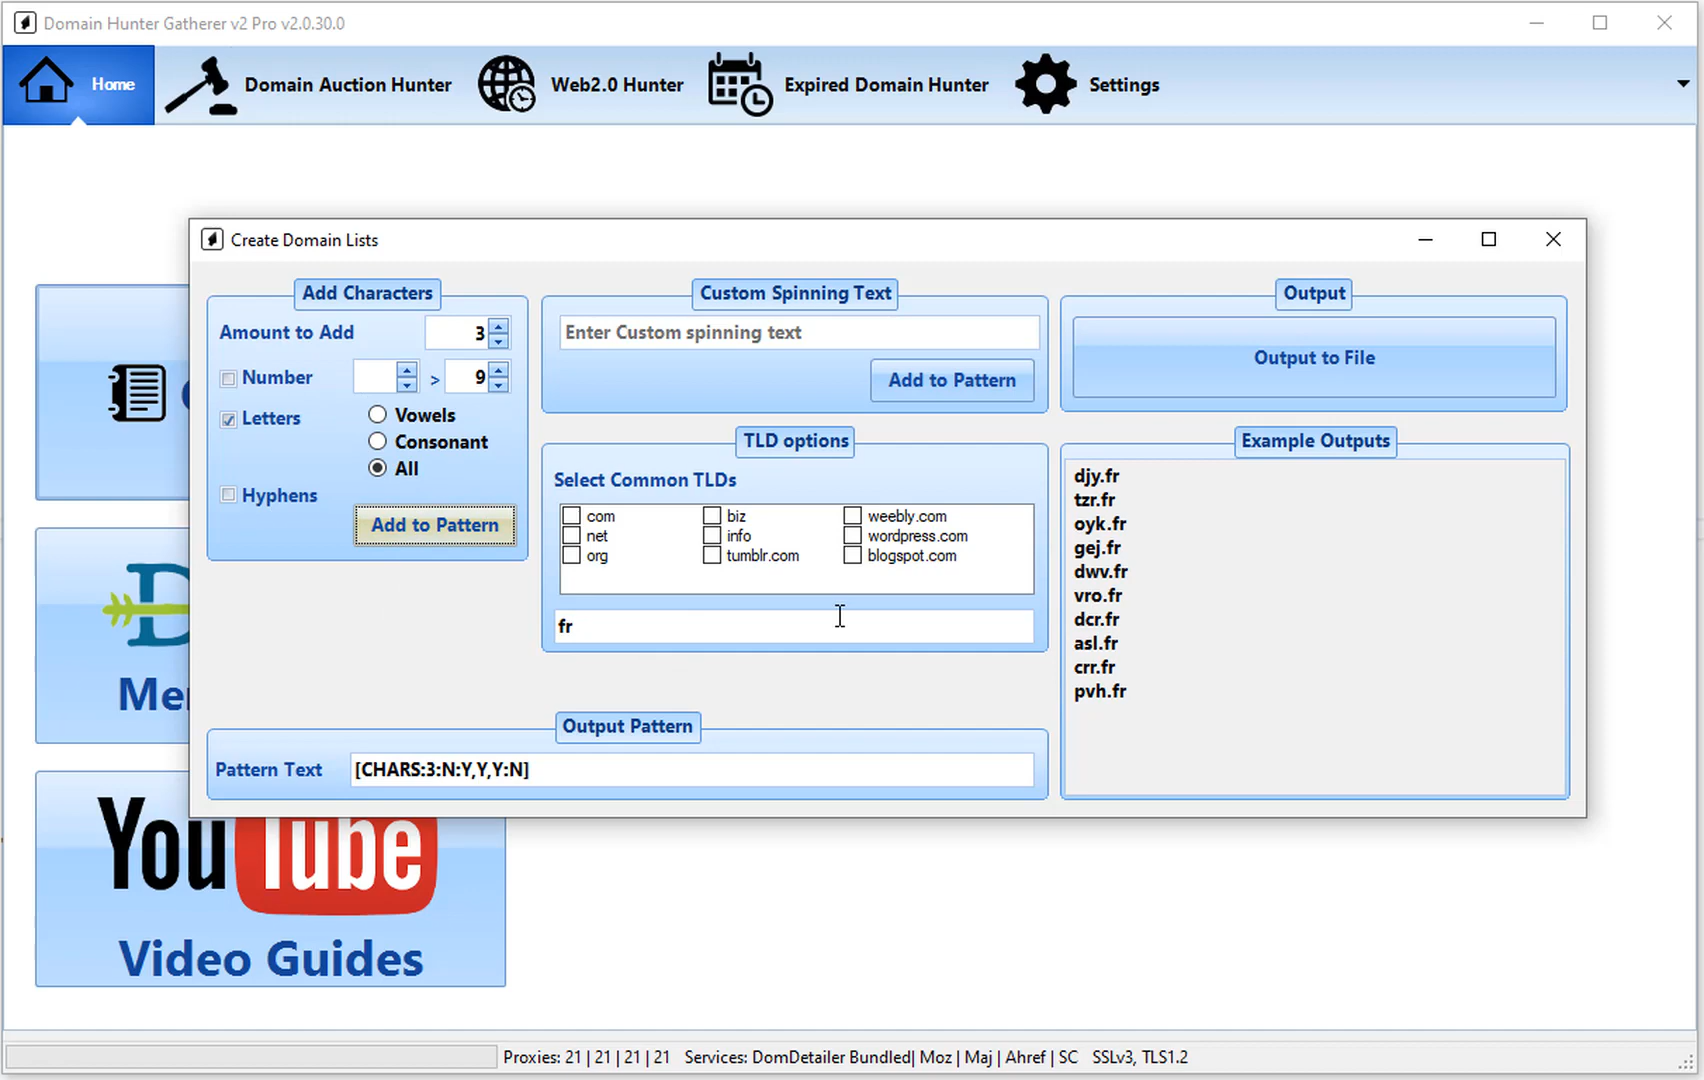 Domain Hunter Gatherer v2 Pro v2.0.30.0
Home
Domain Auction Hunter
Web2.0 Hunter
Expired Domain Hunter
Settings
Create Domain Lists
Add Characters
Amount to Add 3
Number > 9
Letters
Vowels
Consonant
All
Hyphens
Add to Pattern
Custom Spinning Text
Enter Custom spinning text
Add to Pattern
TLD options
Select Common TLDs
com biz weebly.com
net info wordpress.com
org tumblr.com blogspot.com
fr
Output Pattern
Pattern Text [CHARS:3:N:Y,Y,Y:N]
Output
Output to File
Example Outputs
djy.fr
tzr.fr
oyk.fr
gej.fr
dwv.fr
vro.fr
dcr.fr
asl.fr
crr.fr
pvh.fr
YouTube
Video Guides
Proxies: 21 | 21 | 21 | 21 Services: DomDetailer Bundled| Moz | Maj | Ahref | SC SSLv3, TLS1.2